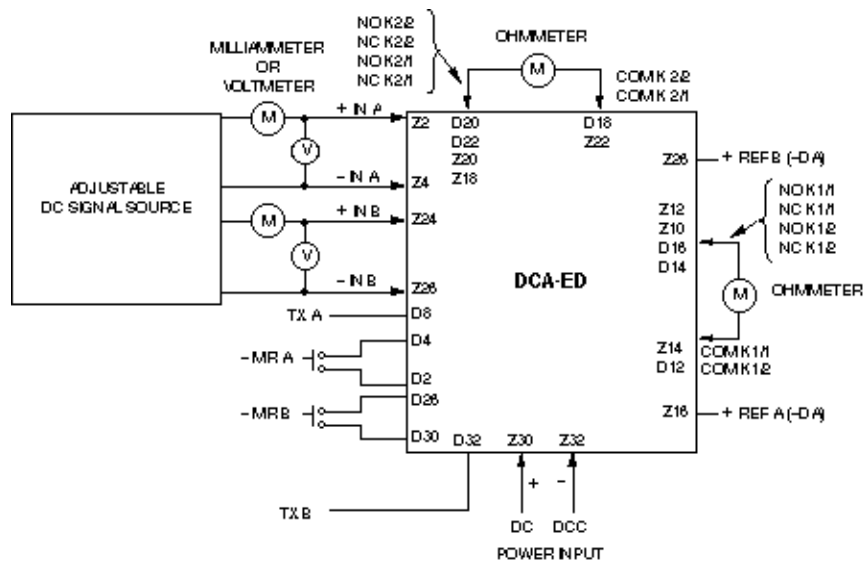 NO K2/2
NC K2/2
NO K2/1
NC K2/1
OHMMETER
M
COM K 2/2
COM K 2/1
MILLIAMMETER
OR
VOLTMETER
M
+ IN A
V
- IN A
+ IN B
M
V
- IN B
ADJUSTABLE
DC SIGNAL SOURCE
TX A
- MR A
- MR B
TX B
Z2
Z4
Z24
Z26
D8
D4
D2
D26
D30
D20
D22
Z20
Z18
D18
Z22
DCA-ED
Z26
+ REF B (-DA)
Z12
Z10
D16
D14
NO K1/1
NC K1/1
NO K1/2
NC K1/2
M
OHMMETER
Z14
D12
COM K1/1
COM K1/2
Z16
+ REF A (-DA)
D32
Z30
Z32
+
-
DC
DCC
POWER INPUT